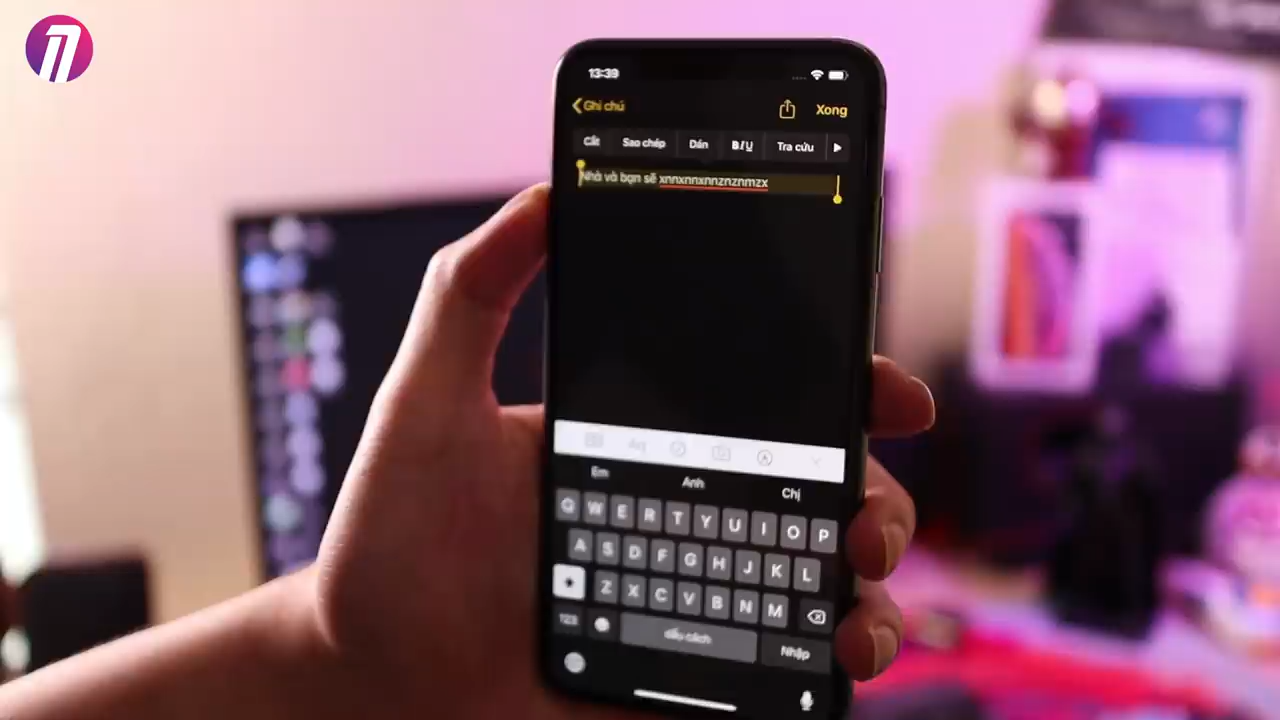 13:39
Ghi chú
Xong
Cắt Sao chép Dán B I U Tra cứu
Nhà và bạn sẽ xnnxnnxnnznznmzx
Aa
Em Anh Chị
Q W E R T Y U I O P
A S D F G H J K L
Z X C V B N M
123 dấu cách Nhập